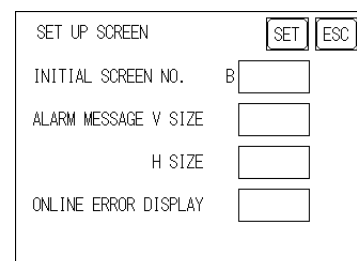 SET UP SCREEN SET ESC
INITIAL SCREEN NO. B
ALARM MESSAGE V SIZE
H SIZE
ONLINE ERROR DISPLAY